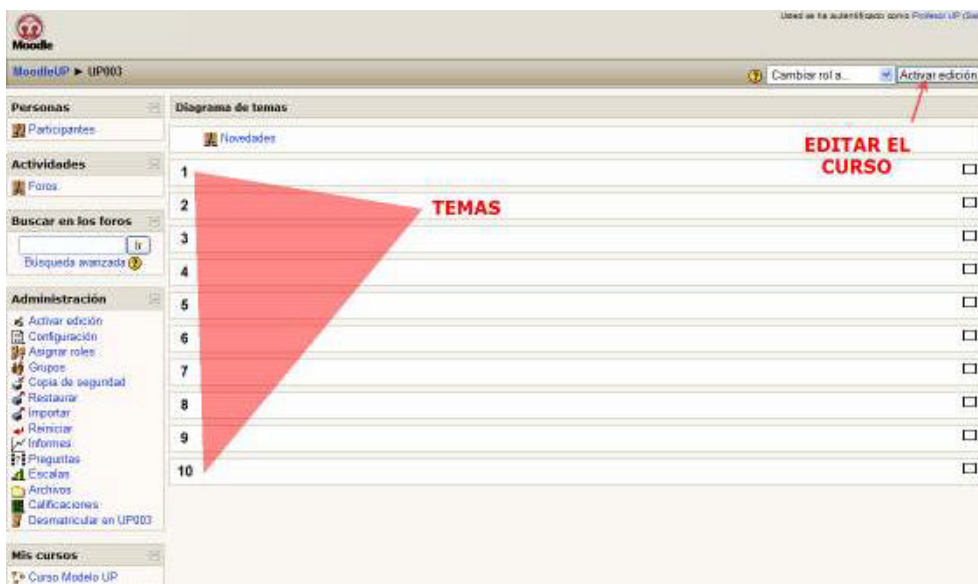 Usted se ha autentificado como Profesor UP
Moodle
MoodleUP ► UP003
Cambiar rol a...
Activar edición
Personas
Participantes
Actividades
Foros
Buscar en los foros
Ir
Búsqueda avanzada
Administración
Activar edición
Configuración
Asignar roles
Grupos
Copia de seguridad
Restaurar
Importar
Reiniciar
Informes
Preguntas
Escalas
Archivos
Calificaciones
Desmatricular en UP003
Mis cursos
Curso Modelo UP
Diagrama de temas
Novedades
1
2
3
4
5
6
7
8
9
10
TEMAS
EDITAR EL
CURSO